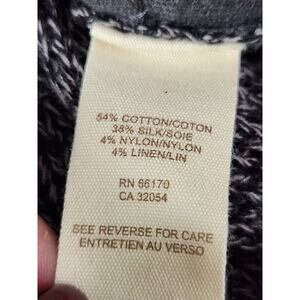 54% COTTON/COTON
38% SILK/SOIE
4% NYLON/NYLON
4% LINEN/LIN
RN 66170
CA 32054
SEE REVERSE FOR CARE
ENTRETIEN AU VERSO